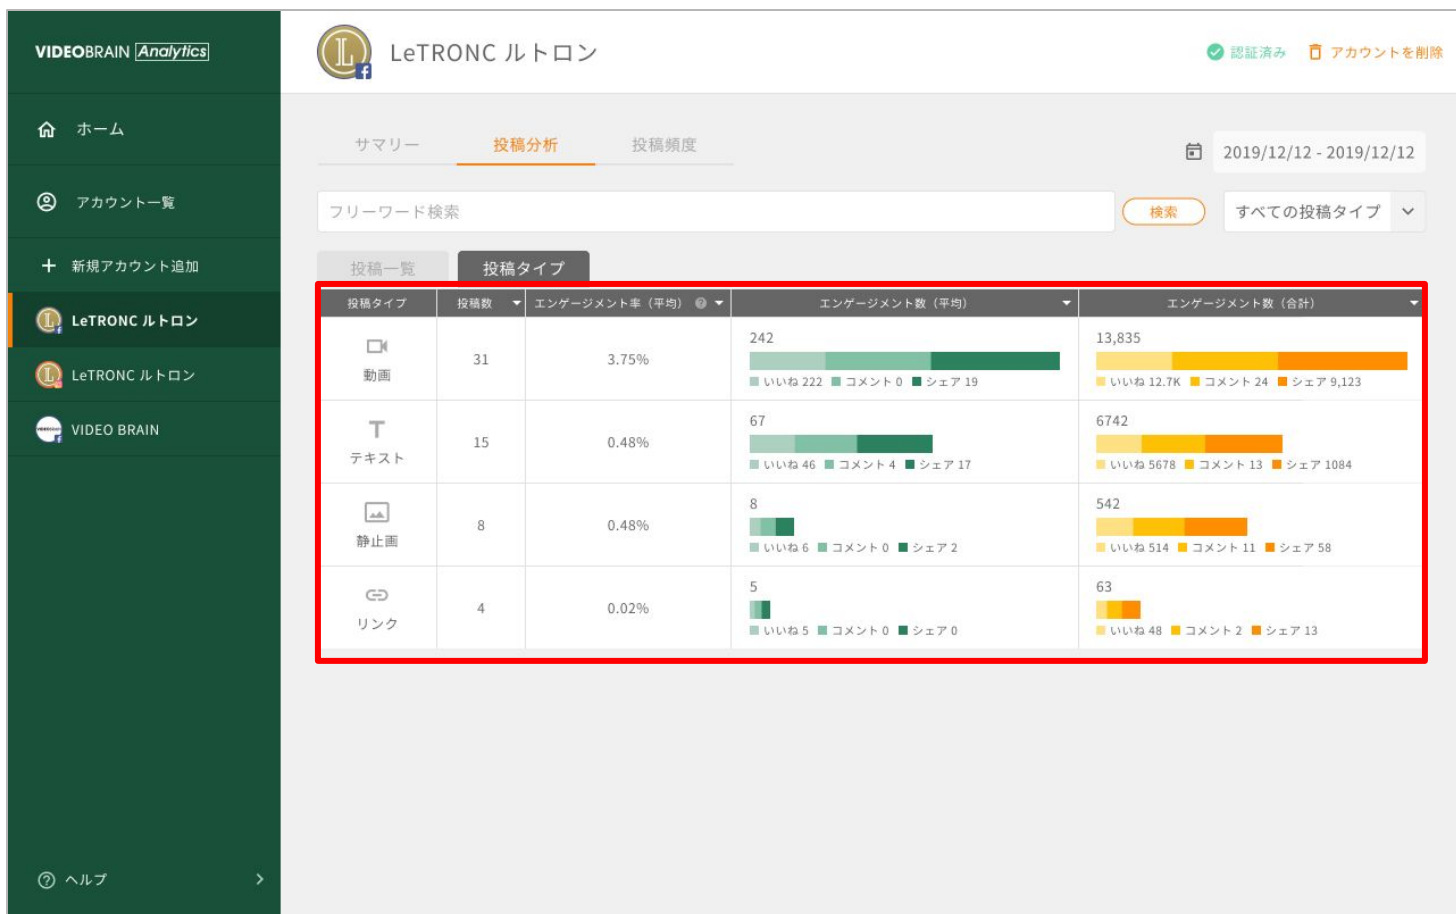 VIDEOBRAIN Analytics
LeTRONC ルトロン
認証済み
アカウントを削除
ホーム
アカウント一覧
新規アカウント追加
LeTRONC ルトロン
LeTRONC ルトロン
VIDEO BRAIN
ヘルプ
サマリー 投稿分析 投稿頻度
2019/12/12 - 2019/12/12
フリーワード検索 検索 すべての投稿タイプ
投稿一覧 投稿タイプ
投稿タイプ 投稿数 エンゲージメント率（平均） エンゲージメント数（平均） エンゲージメント数（合計）
動画 31 3.75%
242
いいね 222 コメント 0 シェア 19
13,835
いいね 12.7K コメント 24 シェア 9,123
テキスト 15 0.48%
67
いいね 46 コメント 4 シェア 17
6742
いいね 5678 コメント 13 シェア 1084
静止画 8 0.48%
8
いいね 6 コメント 0 シェア 2
542
いいね 514 コメント 11 シェア 58
リンク 4 0.02%
5
いいね 5 コメント 0 シェア 0
63
いいね 48 コメント 2 シェア 13